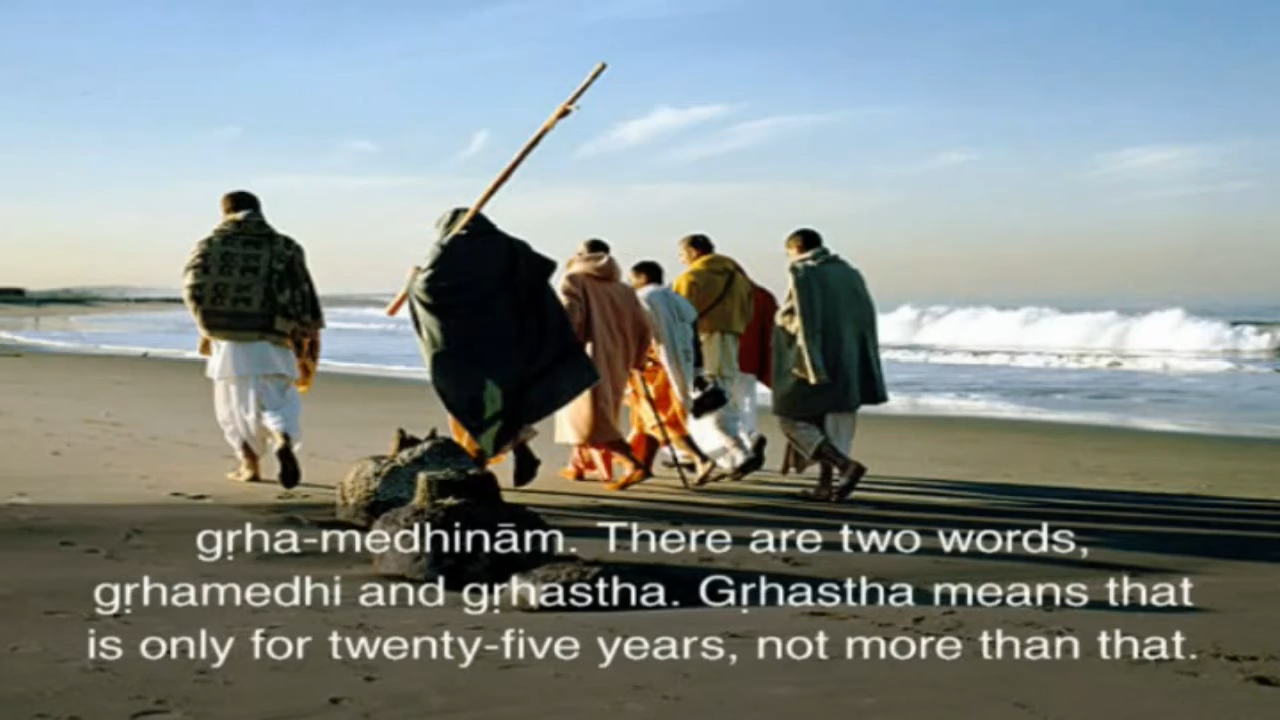 gṛha-medhinām. There are two words,
gṛhamedhi and gṛhastha. Gṛhastha means that
is only for twenty-five years, not more than that.